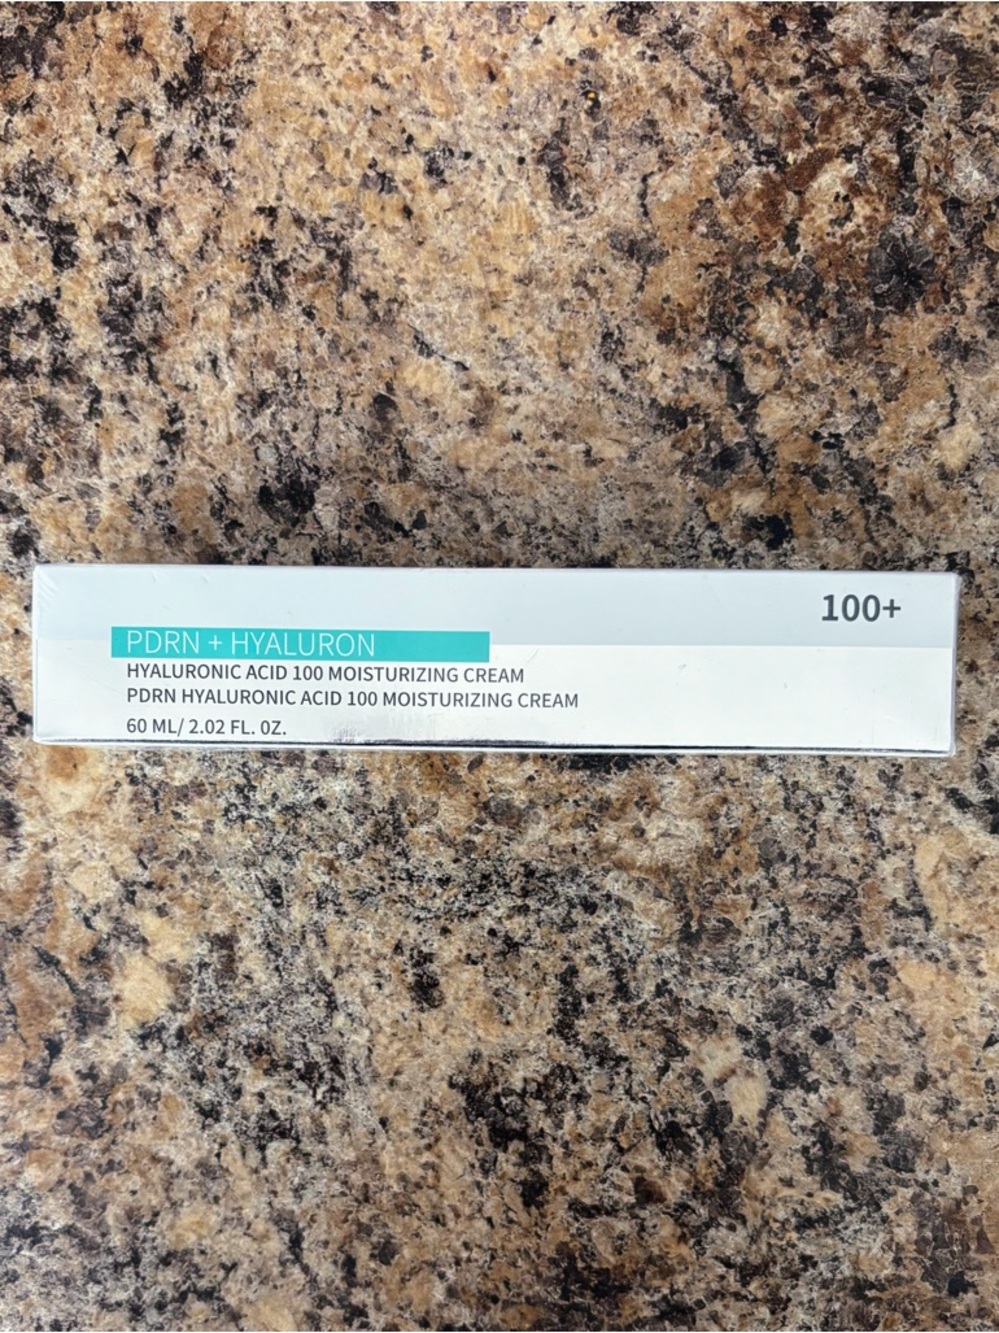 100+
PDRN + HYALURON
HYALURONIC ACID 100 MOISTURIZING CREAM
PDRN HYALURONIC ACID 100 MOISTURIZING CREAM
60 ML/ 2.02 FL. 0Z.